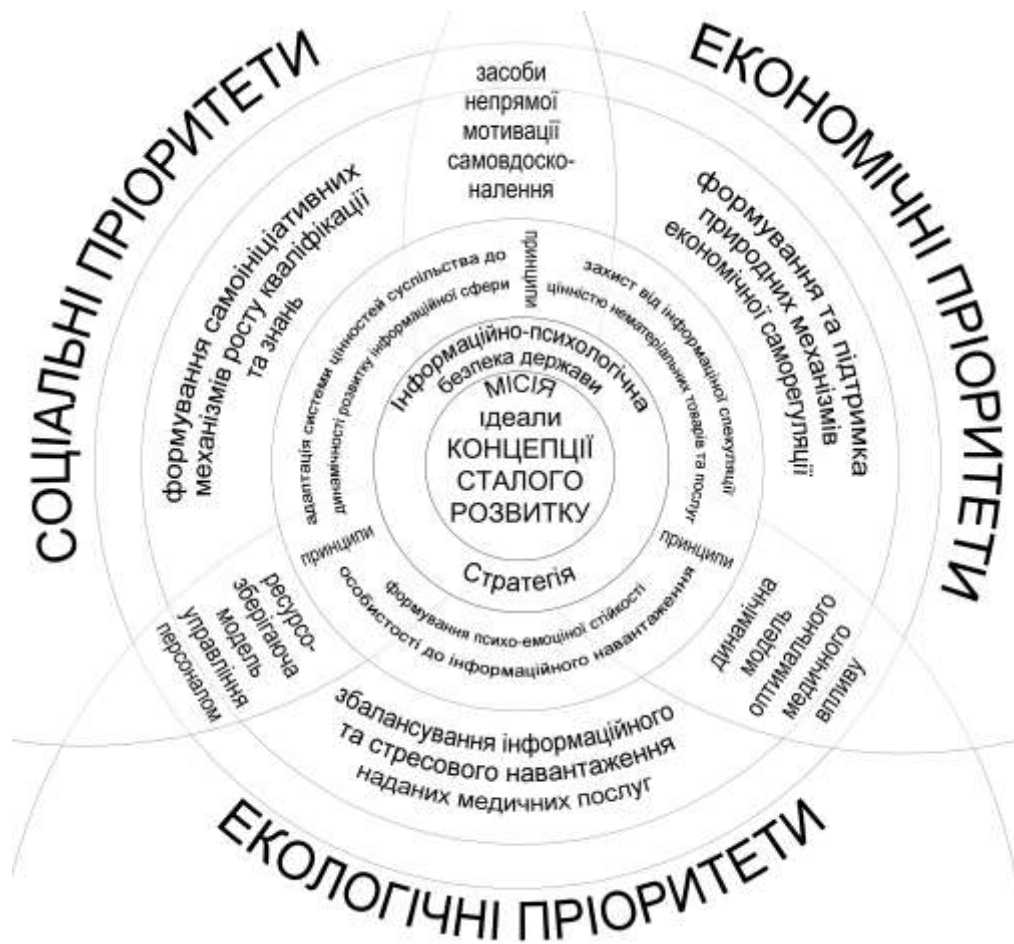 СОЦІАЛЬНІ ПРІОРИТЕТИ
ЕКОНОМІЧНІ ПРІОРИТЕТИ
засоби
непрямої
мотивації
самовдоско-
налення
формування самоініціативних
механізмів росту кваліфікації
та знань
формування та підтримка
природних механізмів
економічної саморегуляції
адаптація системи цінностей суспільства до
динамічності розвитку інформаційної сфери
принципи
захист від інформаціної спекуляції
цінністю нематеріальних товарів та послуг
Інформаційно-психологічна
безпека держави
МІСІЯ
ідеали
КОНЦЕПЦІЇ
СТАЛОГО
РОЗВИТКУ
Стратегія
принципи
принципи
формування психо-емоціної стійкості
особистості до інформаційного навантаження
ресурсо-
зберігаюча
модель
управління
персоналом
динамічна
модель
оптимального
медичного
впливу
збалансування інформаційного
та стресового навантаження
наданих медичних послуг
ЕКОЛОГІЧНІ ПРІОРИТЕТИ